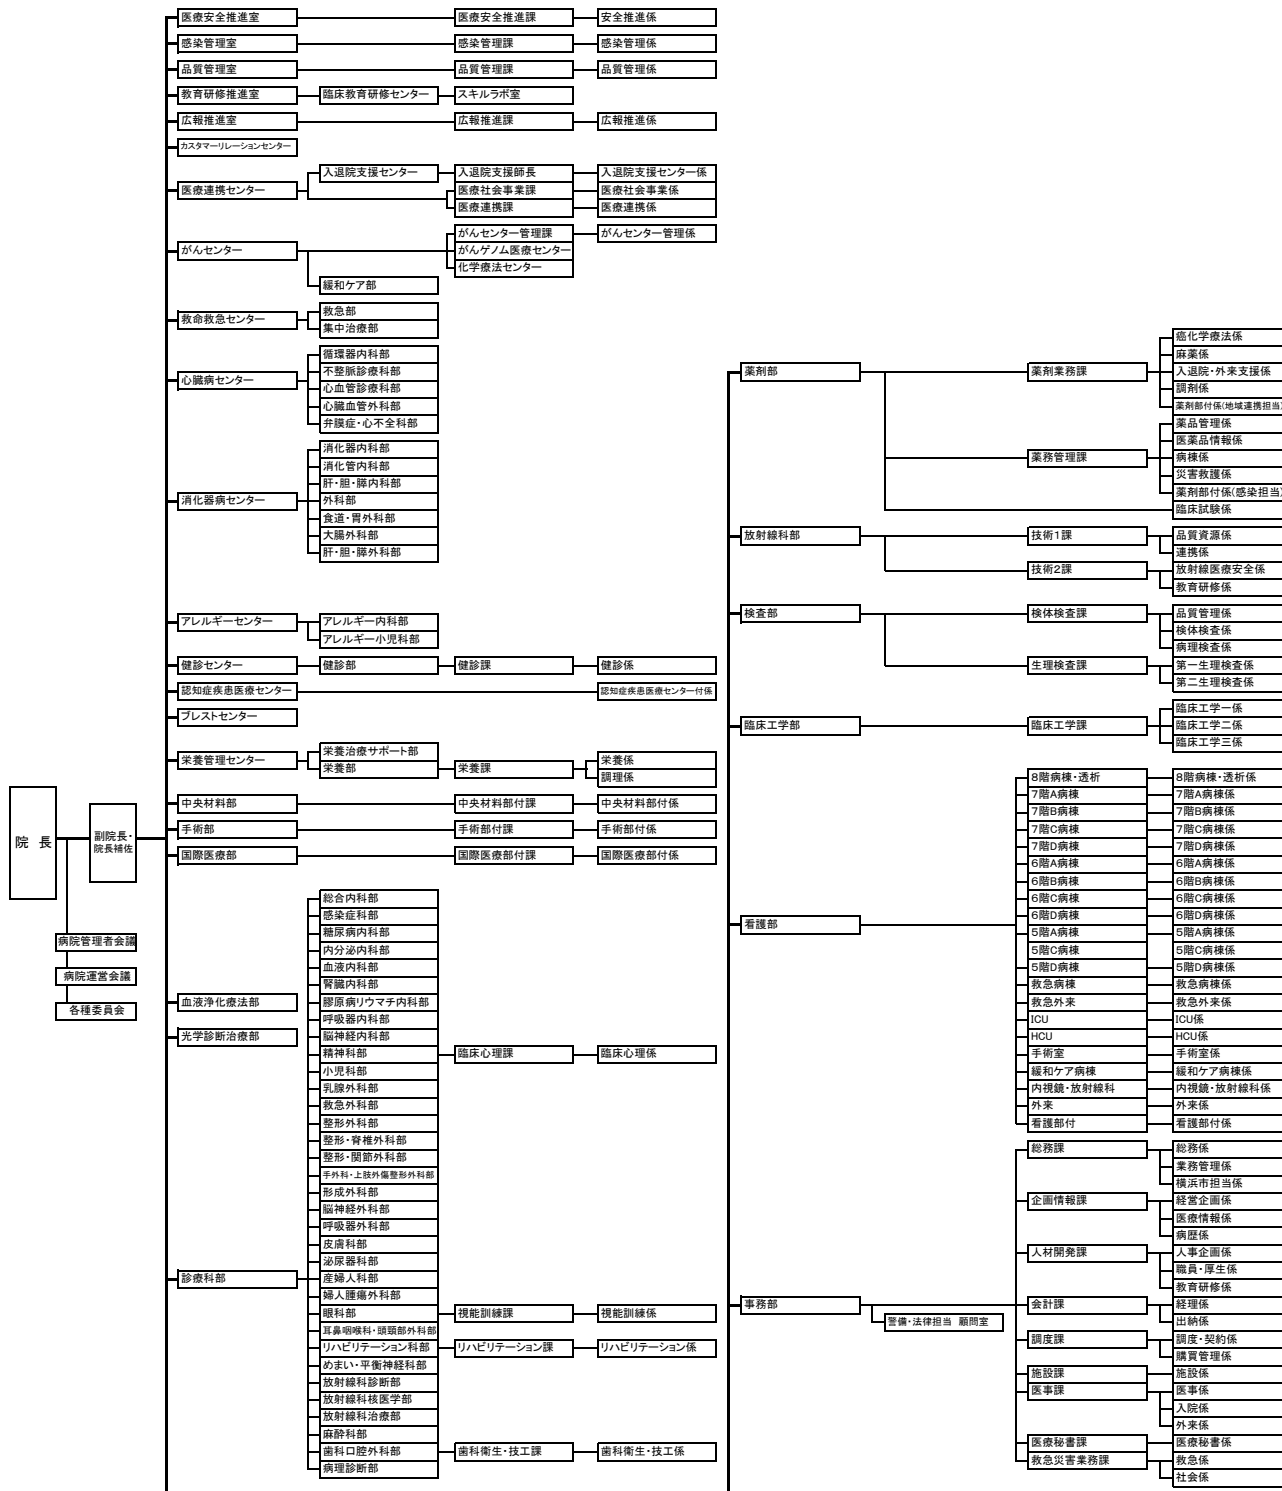 院 長
副院長・
院長補佐
病院管理者会議
病院運営会議
各種委員会
医療安全推進室 医療安全推進課 安全推進係
感染管理室 感染管理課 感染管理係
品質管理室 品質管理課 品質管理係
教育研修推進室 臨床教育研修センター スキルラボ室
広報推進室 広報推進課 広報推進係
カスタマーリレーションセンター
医療連携センター
入退院支援センター 入退院支援師長 入退院支援センター係
医療社会事業課 医療社会事業係
医療連携課 医療連携係
がんセンター
がんセンター管理課 がんセンター管理係
がんゲノム医療センター
化学療法センター
緩和ケア部
救命救急センター
救急部
集中治療部
心臓病センター
循環器内科部
不整脈診療科部
心血管診療科部
心臓血管外科部
弁膜症・心不全科部
消化器病センター
消化器内科部
消化管内科部
肝・胆・膵内科部
外科部
食道・胃外科部
大腸外科部
肝・胆・膵外科部
アレルギーセンター
アレルギー内科部
アレルギー小児科部
健診センター 健診部 健診課 健診係
認知症疾患医療センター 認知症疾患医療センター付係
ブレストセンター
栄養管理センター
栄養治療サポート部
栄養部 栄養課
栄養係
調理係
中央材料部 中央材料部付課 中央材料部付係
手術部 手術部付課 手術部付係
国際医療部 国際医療部付課 国際医療部付係
血液浄化療法部
光学診断治療部
診療科部
総合内科部
感染症科部
糖尿病内科部
内分泌内科部
血液内科部
腎臓内科部
膠原病リウマチ内科部
呼吸器内科部
脳神経内科部
精神科部 臨床心理課 臨床心理係
小児科部
乳腺外科部
救急外科部
整形外科部
整形・脊椎外科部
整形・関節外科部
手外科・上肢外傷整形外科部
形成外科部
脳神経外科部
呼吸器外科部
皮膚科部
泌尿器科部
産婦人科部
婦人腫瘍外科部
眼科部 視能訓練課 視能訓練係
耳鼻咽喉科・頭頸部外科部
リハビリテーション科部 リハビリテーション課 リハビリテーション係
めまい・平衡神経科部
放射線科診断部
放射線科核医学部
放射線科治療部
麻酔科部
歯科口腔外科部 歯科衛生・技工課 歯科衛生・技工係
病理診断部
薬剤部
薬剤業務課
癌化学療法係
麻薬係
入退院・外来支援係
調剤係
薬剤部付係(地域連携担当)
薬務管理課
薬品管理係
医薬品情報係
病棟係
災害救護係
薬剤部付係(感染担当)
臨床試験係
放射線科部
技術1課
品質資源係
連携係
技術2課
放射線医療安全係
教育研修係
検査部
検体検査課
品質管理係
検体検査係
病理検査係
生理検査課
第一生理検査係
第二生理検査係
臨床工学部 臨床工学課
臨床工学一係
臨床工学二係
臨床工学三係
看護部
8階病棟・透析 8階病棟・透析係
7階A病棟 7階A病棟係
7階B病棟 7階B病棟係
7階C病棟 7階C病棟係
7階D病棟 7階D病棟係
6階A病棟 6階A病棟係
6階B病棟 6階B病棟係
6階C病棟 6階C病棟係
6階D病棟 6階D病棟係
5階A病棟 5階A病棟係
5階C病棟 5階C病棟係
5階D病棟 5階D病棟係
救急病棟 救急病棟係
救急外来 救急外来係
ICU ICU係
HCU HCU係
手術室 手術室係
緩和ケア病棟 緩和ケア病棟係
内視鏡・放射線科 内視鏡・放射線科係
外来 外来係
看護部付 看護部付係
事務部
警備・法律担当 顧問室
総務課
総務係
業務管理係
横浜市担当係
企画情報課
経営企画係
医療情報係
病歴係
人材開発課
人事企画係
職員・厚生係
教育研修係
会計課
経理係
出納係
調度課
調度・契約係
購買管理係
施設課 施設係
医事課
医事係
入院係
外来係
医療秘書課 医療秘書係
救急災害業務課
救急係
社会係